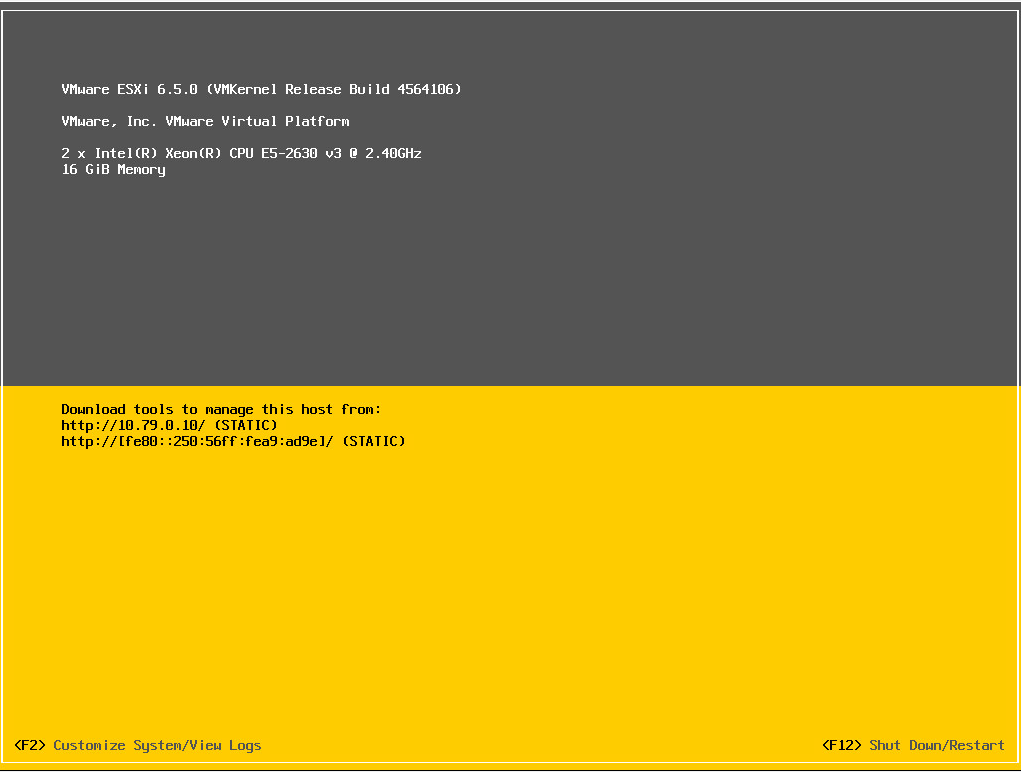 VMware ESXi 6.5.0 (VMKernel Release Build 4564106)
VMware, Inc. VMware Virtual Platform
2 x Intel(R) Xeon(R) CPU E5-2630 v3 @ 2.40GHz
16 GiB Memory
Download tools to manage this host from:
http://10.79.0.10/ (STATIC)
http://[fe80::250:56ff:fea9:ad9e]/ (STATIC)
<F2> Customize System/View Logs
<F12> Shut Down/Restart